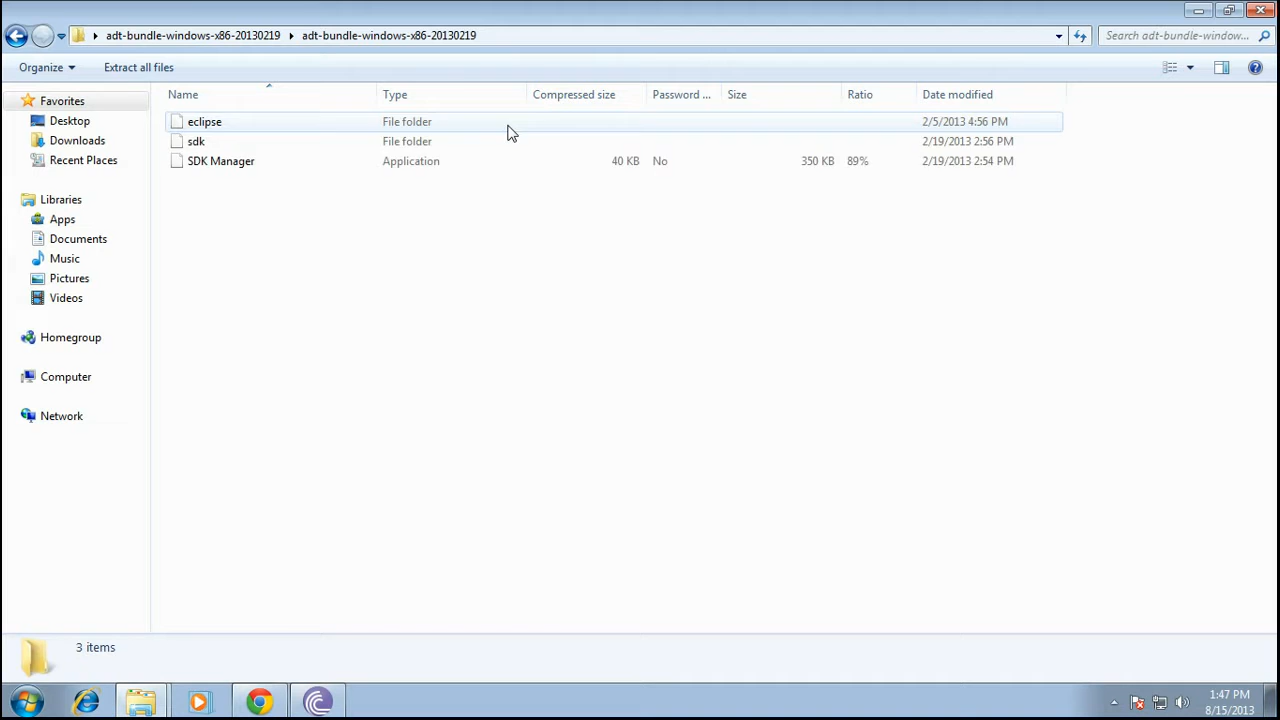 adt-bundle-windows-x86-20130219 adt-bundle-windows-x86-20130219 Search adt-bundle-window...
Organize Extract all files
Name Type Compressed size Password ... Size Ratio Date modified
eclipse File folder 2/5/2013 4:56 PM
sdk File folder 2/19/2013 2:56 PM
SDK Manager Application 40 KB No 350 KB 89% 2/19/2013 2:54 PM
Favorites
Desktop
Downloads
Recent Places
Libraries
Apps
Documents
Music
Pictures
Videos
Homegroup
Computer
Network
3 items
1:47 PM
8/15/2013